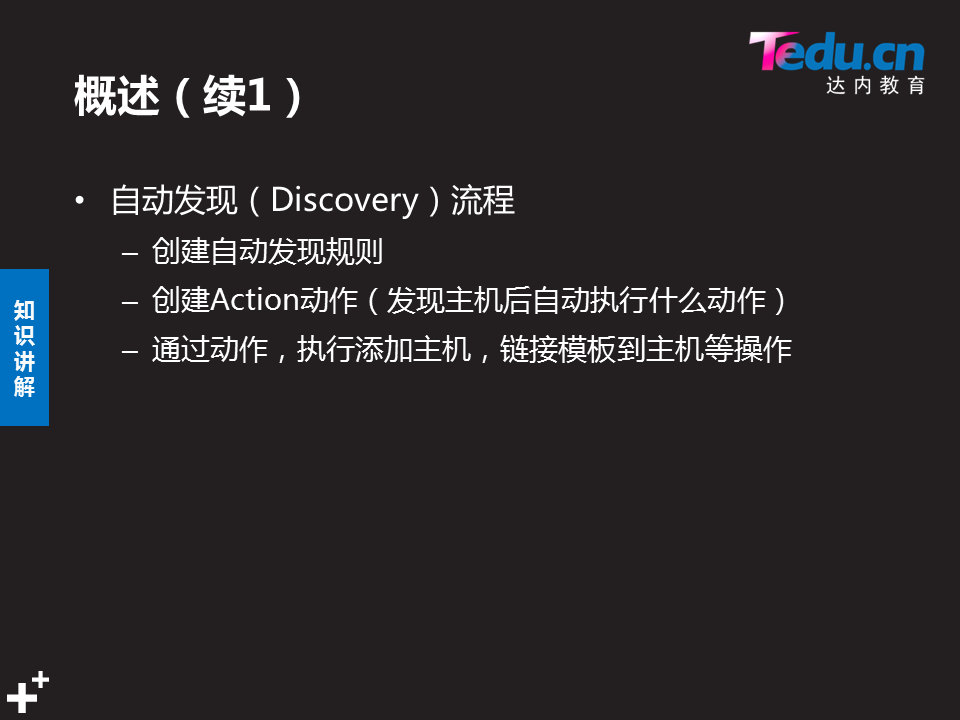 Tedu.cn
达内教育
概述（续1）
• 自动发现（Discovery）流程
– 创建自动发现规则
– 创建Action动作（发现主机后自动执行什么动作）
– 通过动作，执行添加主机，链接模板到主机等操作
知
识
讲
解